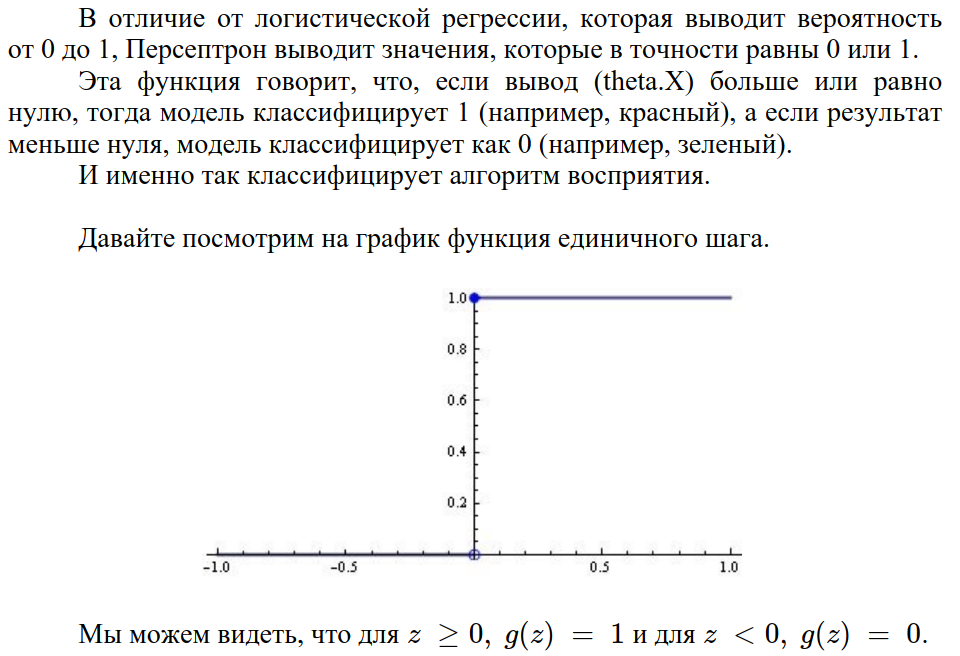 В отличие от логистической регрессии, которая выводит вероятность
от 0 до 1, Персептрон выводит значения, которые в точности равны 0 или 1.
Эта функция говорит, что, если вывод (theta.X) больше или равно
нулю, тогда модель классифицирует 1 (например, красный), а если результат
меньше нуля, модель классифицирует как 0 (например, зеленый).
И именно так классифицирует алгоритм восприятия.
Давайте посмотрим на график функция единичного шага.
1.0
0.8
0.6
0.4
0.2
−1.0 −0.5 0.5 1.0
Мы можем видеть, что для z ≥ 0, g(z) = 1 и для z < 0, g(z) = 0.